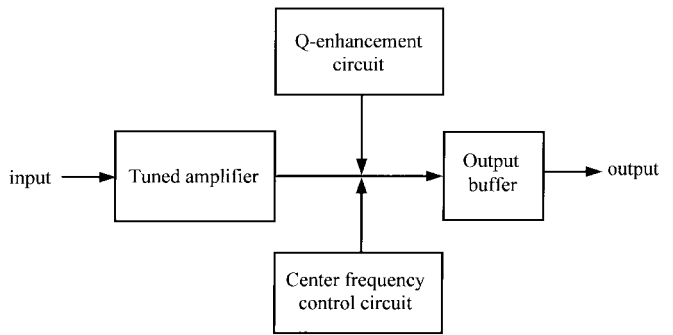 Q-enhancement
circuit
input
Tuned amplifier
Output
buffer
output
Center frequency
control circuit